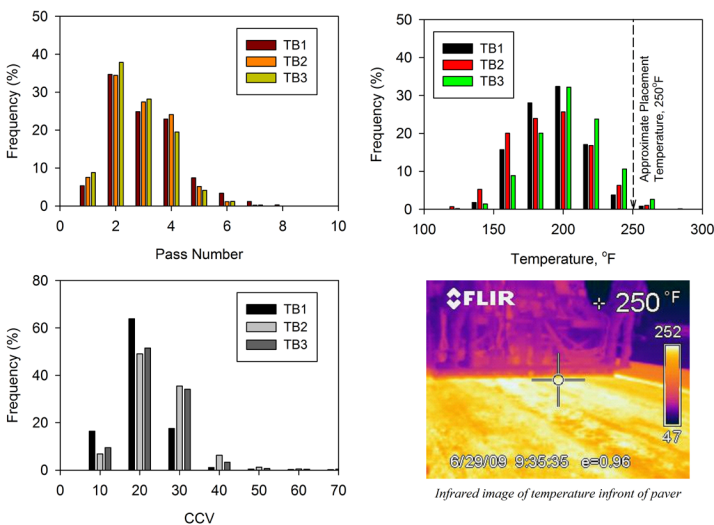 50
40
30
20
10
0
Frequency (%)
TB1
TB2
TB3
0 2 4 6 8 10
Pass Number
50
40
30
20
10
0
Frequency (%)
TB1
TB2
TB3
Approximate Placement
Temperature, 250°F
100 150 200 250 300
Temperature, °F
80
60
40
20
0
Frequency (%)
TB1
TB2
TB3
0 10 20 30 40 50 60 70
CCV
FLIR
250 °F
252
47
6/29/09 9:35:35 e=0.96
Infrared image of temperature infront of paver